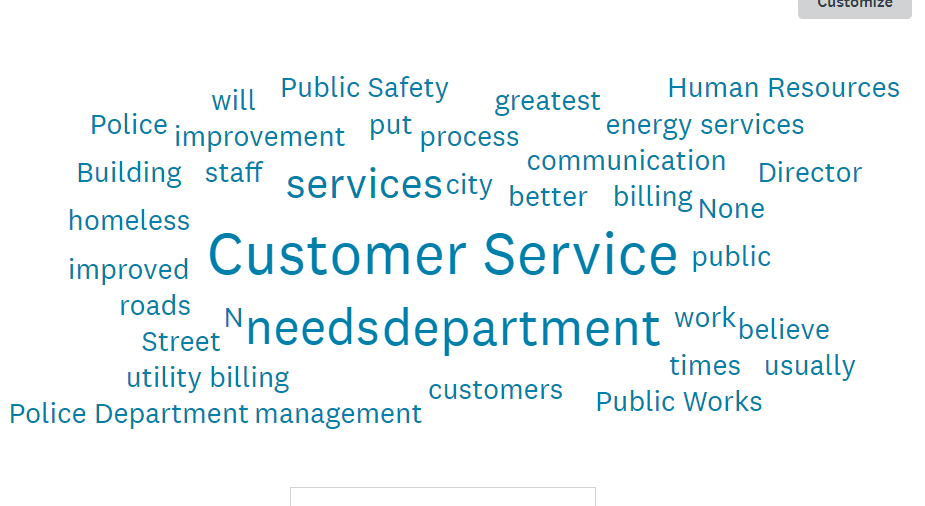 Customize
Public Safety Human Resources
will greatest
Police improvement put process energy services
communication
Building staff services city Director
better billing None
homeless
Customer Service public
improved
roads
N needs department work believe
Street
times usually
utility billing
customers Public Works
Police Department management